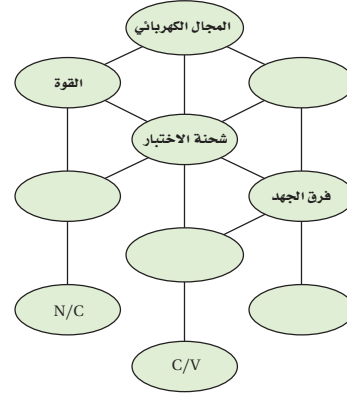 المجال الكهربائي
القوة
شحنة الاختبار
فرق الجهد
N/C
C/V